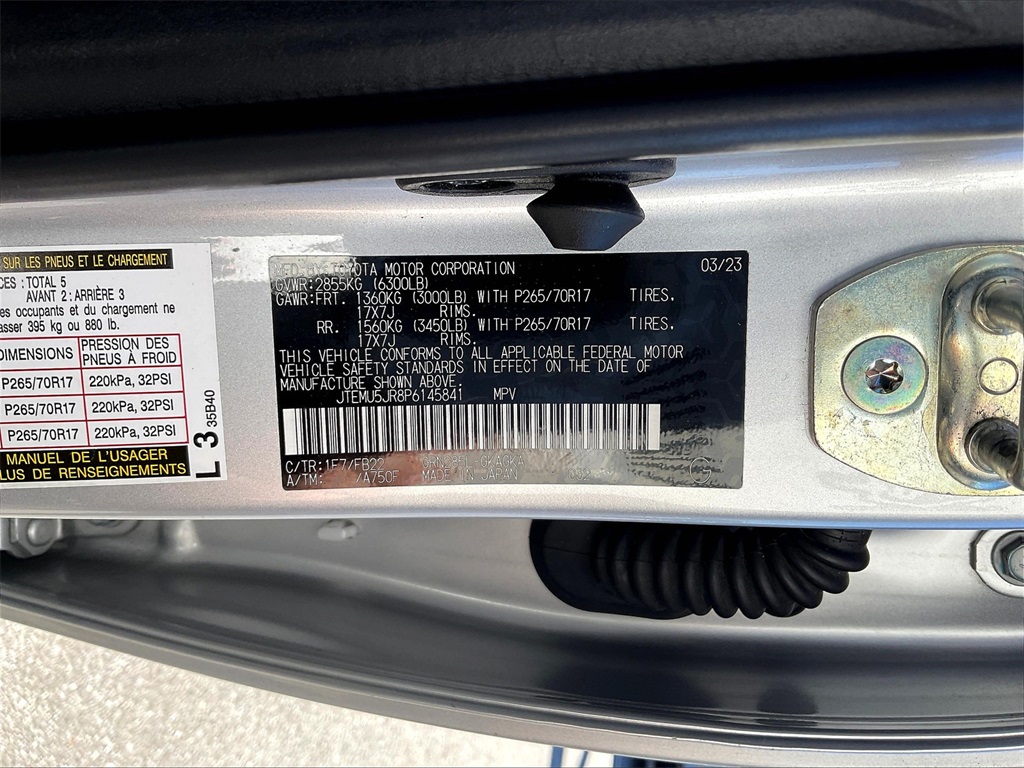 SUR LES PNEUS ET LE CHARGEMENT
CES : TOTAL 5
AVANT 2 : ARRIÈRE 3
es occupants et du chargement ne
asser 395 kg ou 880 lb.
DIMENSIONS PRESSION DES PNEUS À FROID
P265/70R17 220kPa, 32PSI
P265/70R17 220kPa, 32PSI
P265/70R17 220kPa, 32PSI
MANUEL DE L'USAGER
LUS DE RENSEIGNEMENTS
L 3 35B40
MFD. BY TOYOTA MOTOR CORPORATION 03/23
GVWR:2855KG (6300LB)
GAWR:FRT. 1360KG (3000LB) WITH P265/70R17 TIRES.
17X7J RIMS.
RR. 1560KG (3450LB) WITH P265/70R17 TIRES.
17X7J RIMS.
THIS VEHICLE CONFORMS TO ALL APPLICABLE FEDERAL MOTOR
VEHICLE SAFETY STANDARDS IN EFFECT ON THE DATE OF
MANUFACTURE SHOWN ABOVE.
JTEMU5JR8P6145841 MPV
C/TR:1F7/FB22
A/TM: /A750F MADE IN JAPAN